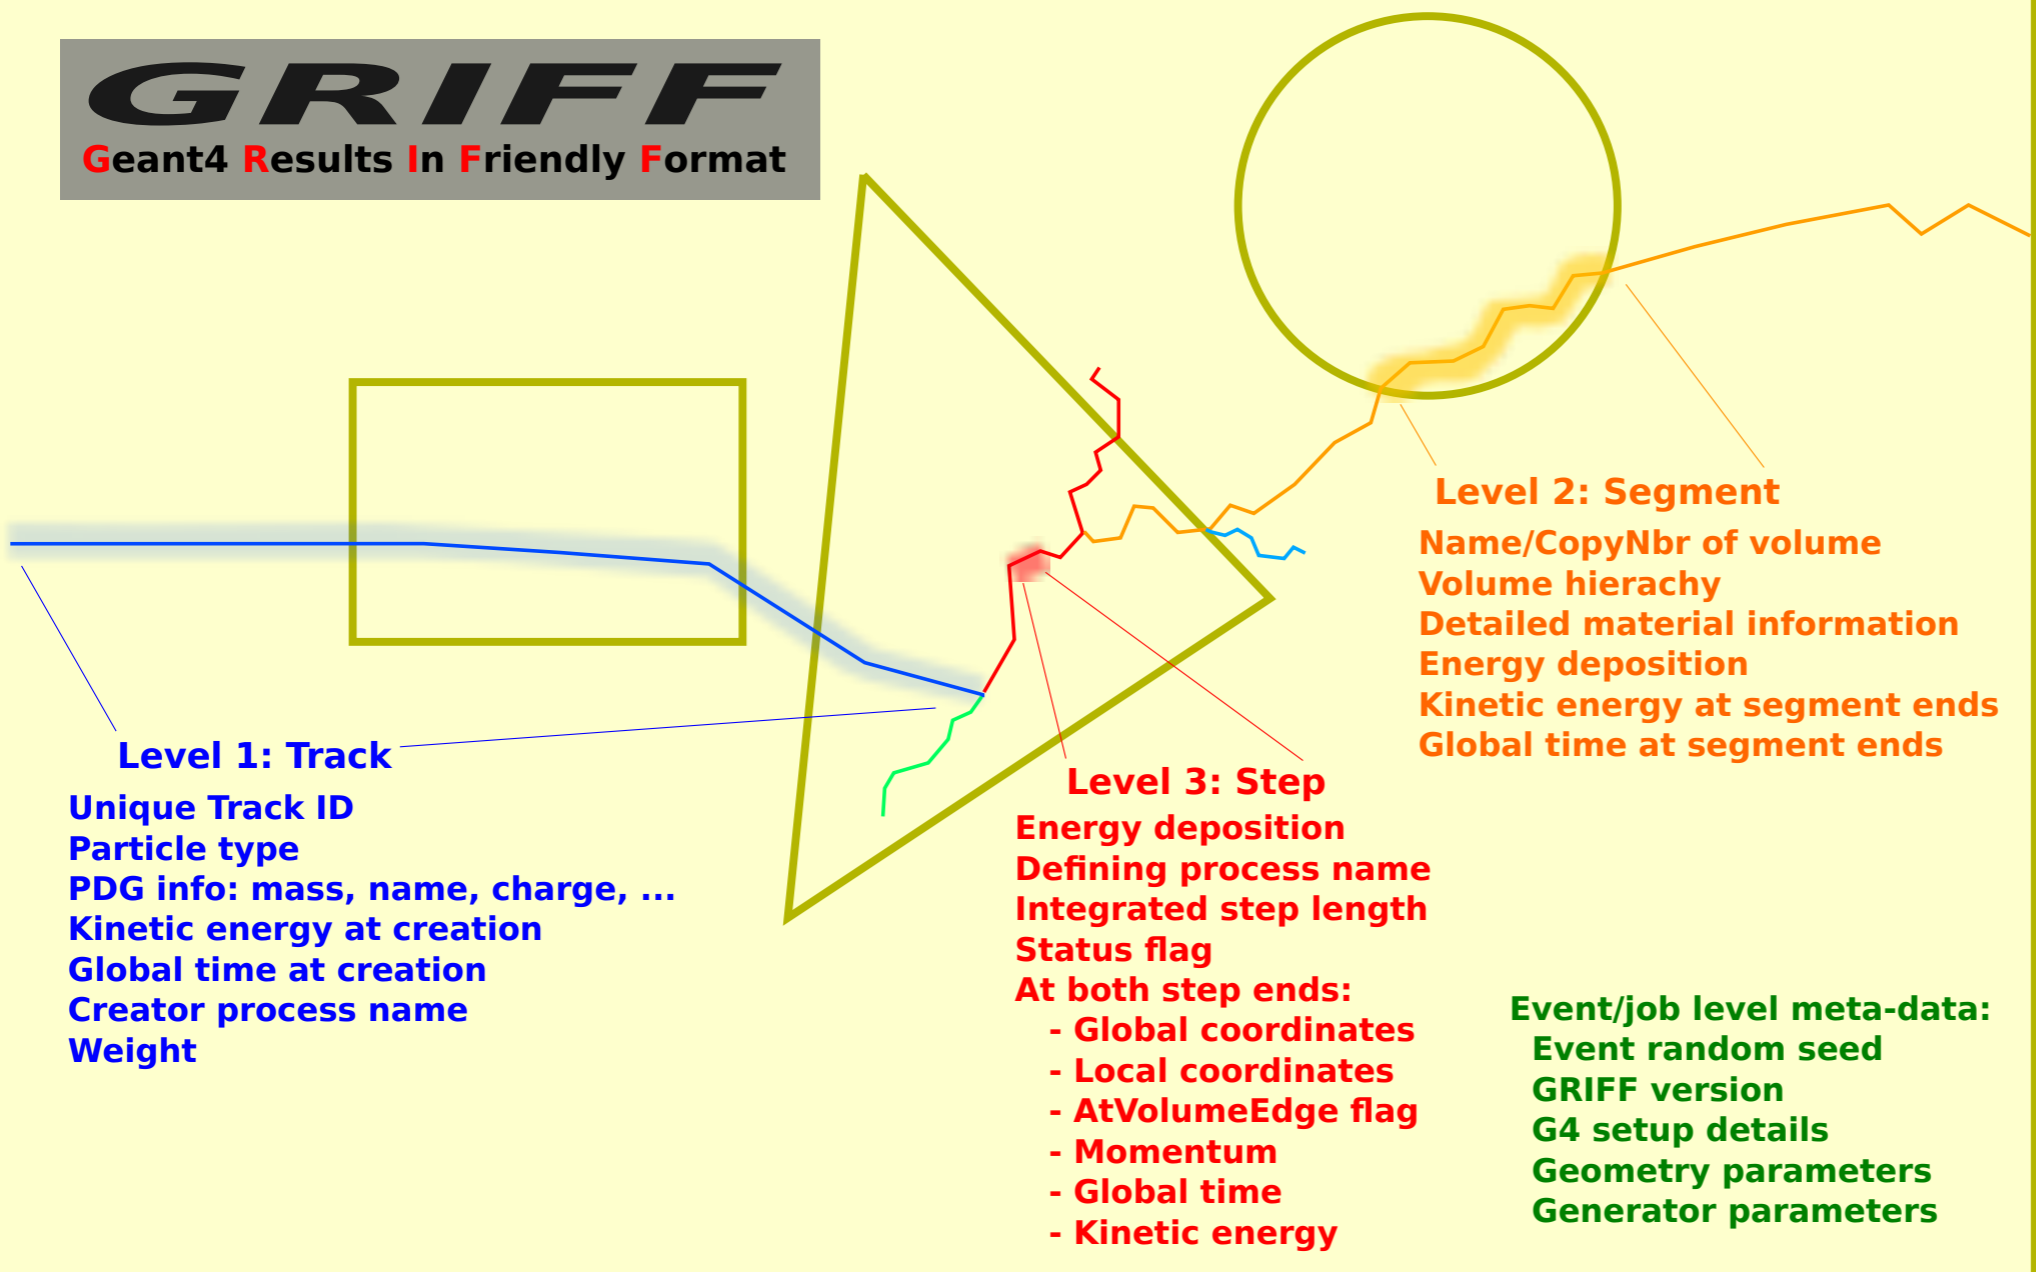 GRIFF
Geant4 Results In Friendly Format
Level 1: Track
Unique Track ID
Particle type
PDG info: mass, name, charge, ...
Kinetic energy at creation
Global time at creation
Creator process name
Weight
Level 2: Segment
Name/CopyNbr of volume
Volume hierachy
Detailed material information
Energy deposition
Kinetic energy at segment ends
Global time at segment ends
Level 3: Step
Energy deposition
Defining process name
Integrated step length
Status flag
At both step ends:
- Global coordinates
- Local coordinates
- AtVolumeEdge flag
- Momentum
- Global time
- Kinetic energy
Event/job level meta-data:
Event random seed
GRIFF version
G4 setup details
Geometry parameters
Generator parameters